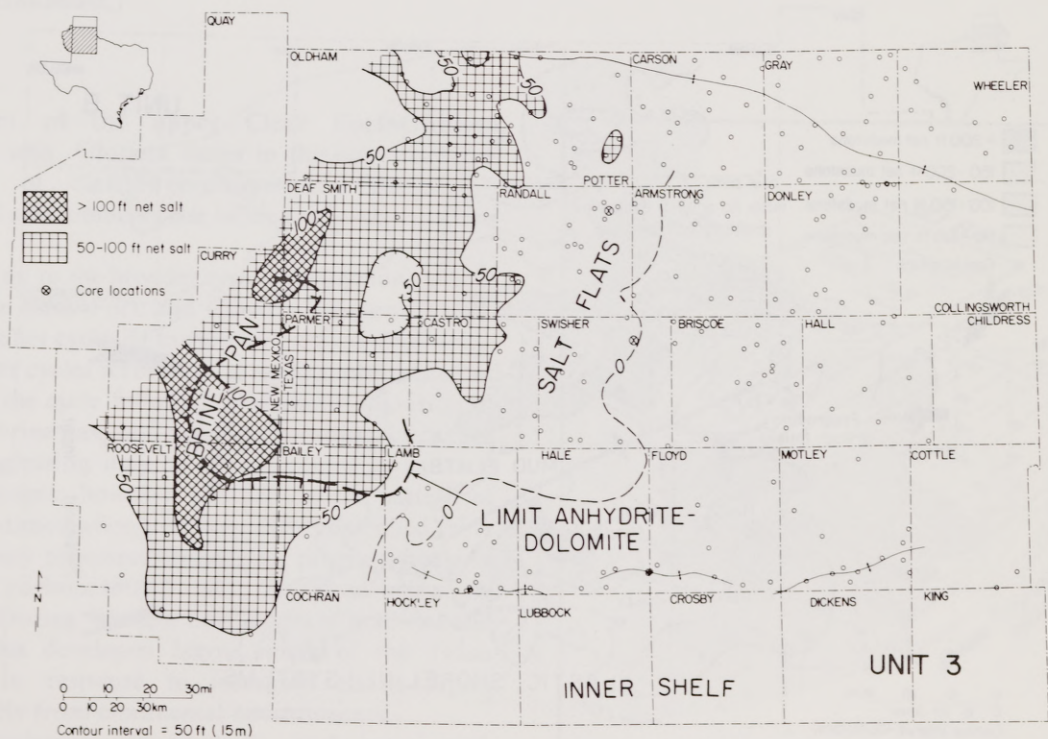 QUAY
OLDHAM
CARSON
GRAY
WHEELER
50
50
50
> 100 ft net salt
50-100 ft net salt
Core locations
DEAF SMITH
RANDALL
POTTER
ARMSTRONG
DONLEY
CURRY
100
50
50
SALT FLATS
PARMER
CASTRO
SWISHER
BRISCOE
HALL
COLLINGSWORTH
CHILDRESS
BRINE PAN
NEW MEXICO
TEXAS
100
0
ROOSEVELT
BAILEY
LAMB
HALE
FLOYD
MOTLEY
COTTLE
50
50
0
LIMIT ANHYDRITE-
DOLOMITE
N
COCHRAN
HOCKLEY
LUBBOCK
CROSBY
DICKENS
KING
UNIT 3
INNER SHELF
0 10 20 30mi
0 10 20 30km
Contour interval = 50 ft (15m)